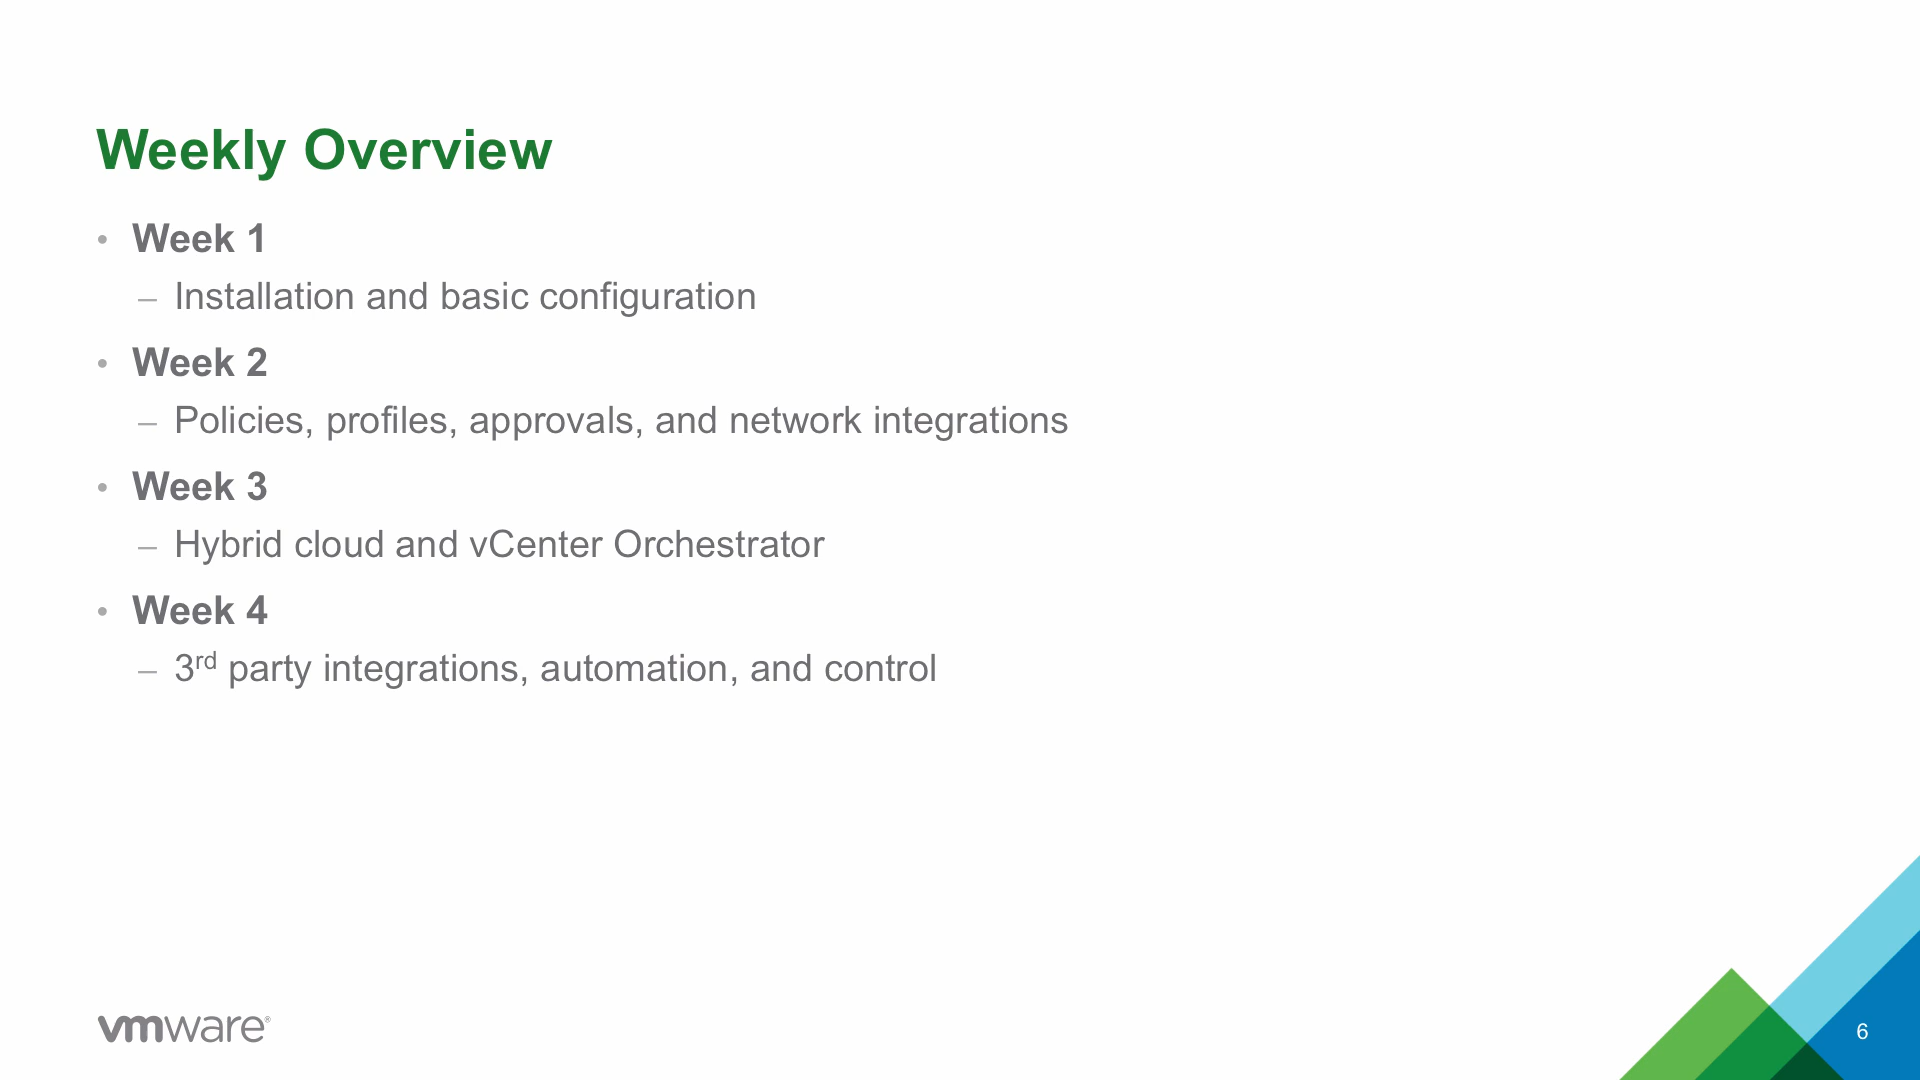 Weekly Overview
• Week 1
– Installation and basic configuration
• Week 2
– Policies, profiles, approvals, and network integrations
• Week 3
– Hybrid cloud and vCenter Orchestrator
• Week 4
– 3rd party integrations, automation, and control
vmware®
6